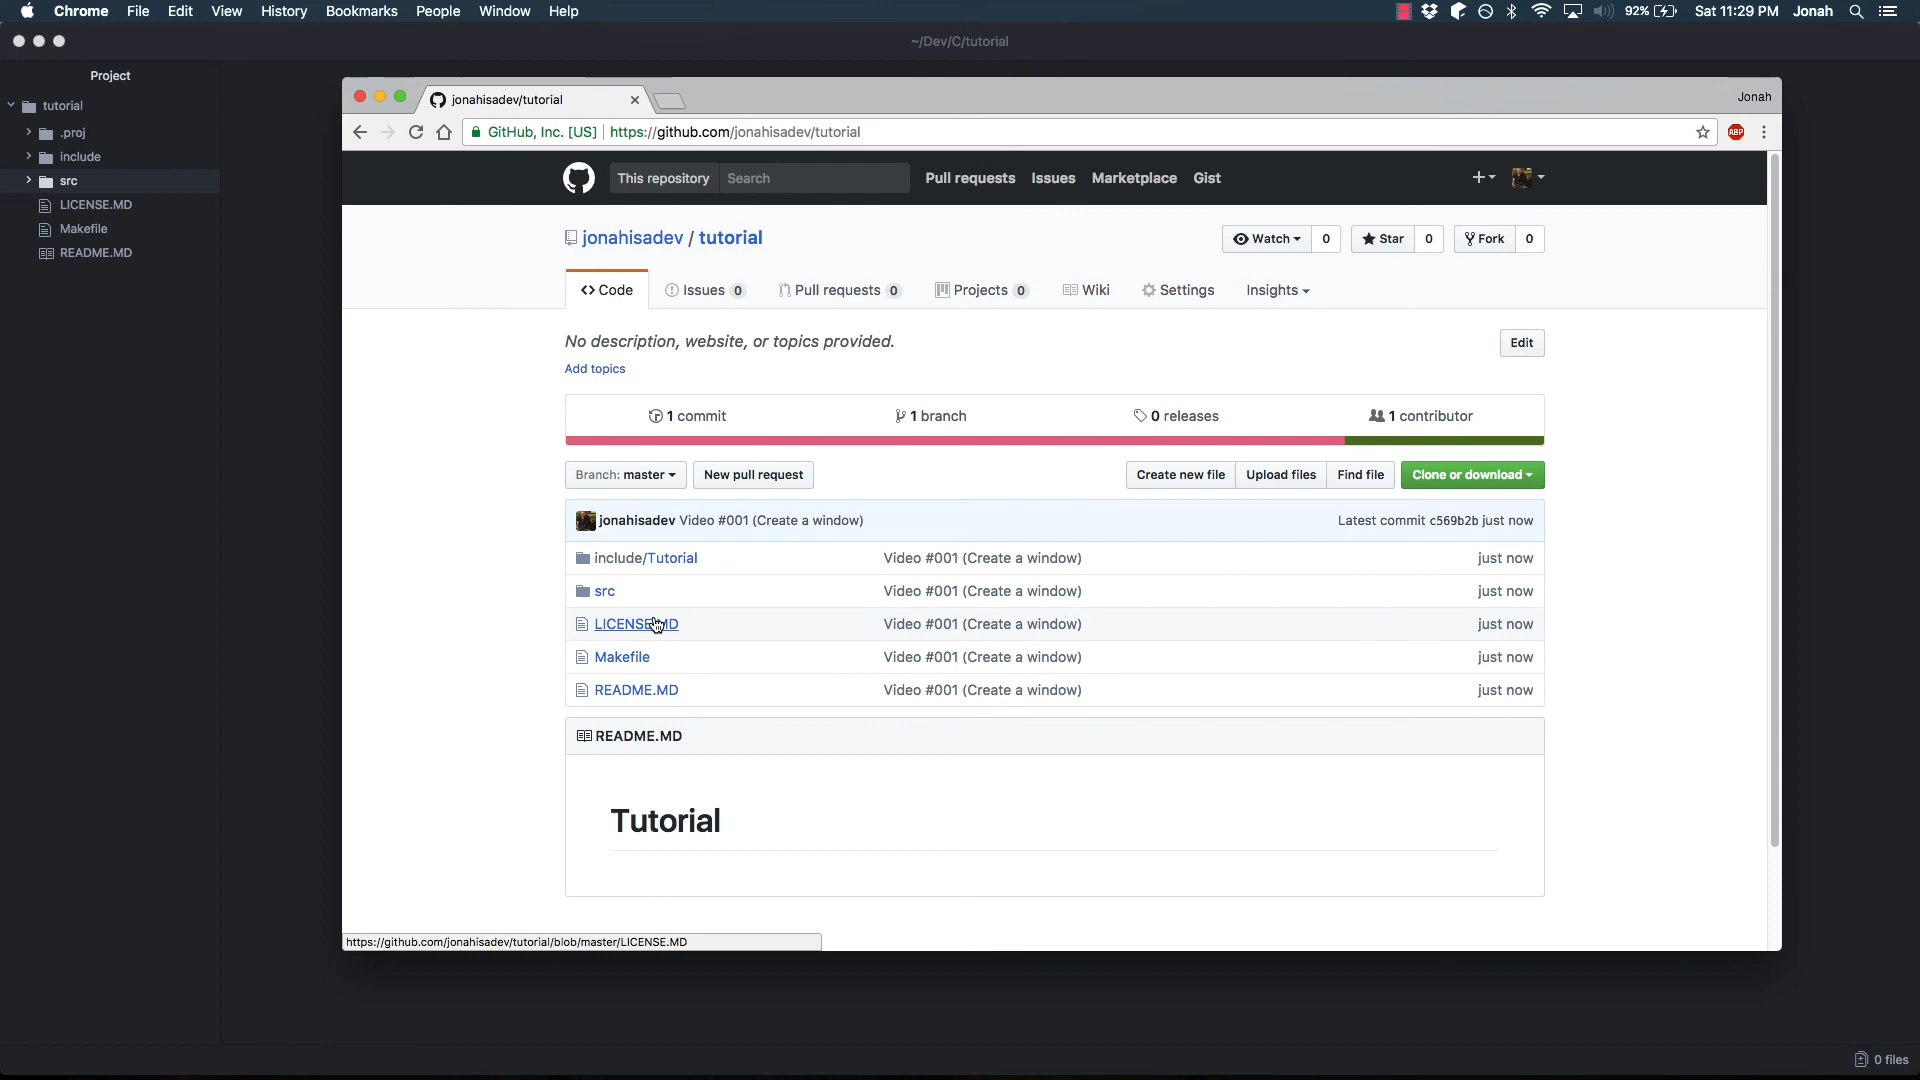 Chrome File Edit View History Bookmarks People Window Help 92% Sat 11:29 PM Jonah
~/Dev/C/tutorial
Project
tutorial
.proj
include
src
LICENSE.MD
Makefile
README.MD
jonahisadev/tutorial Jonah
GitHub, Inc. [US] https://github.com/jonahisadev/tutorial ABP
This repository Search Pull requests Issues Marketplace Gist
jonahisadev / tutorial Watch 0 Star 0 Fork 0
Code Issues 0 Pull requests 0 Projects 0 Wiki Settings Insights
No description, website, or topics provided. Edit
Add topics
1 commit 1 branch 0 releases 1 contributor
Branch: master New pull request Create new file Upload files Find file Clone or download
jonahisadev Video #001 (Create a window) Latest commit c569b2b just now
include/Tutorial Video #001 (Create a window) just now
src Video #001 (Create a window) just now
LICENSE.MD Video #001 (Create a window) just now
Makefile Video #001 (Create a window) just now
README.MD Video #001 (Create a window) just now
README.MD
Tutorial
https://github.com/jonahisadev/tutorial/blob/master/LICENSE.MD
0 files